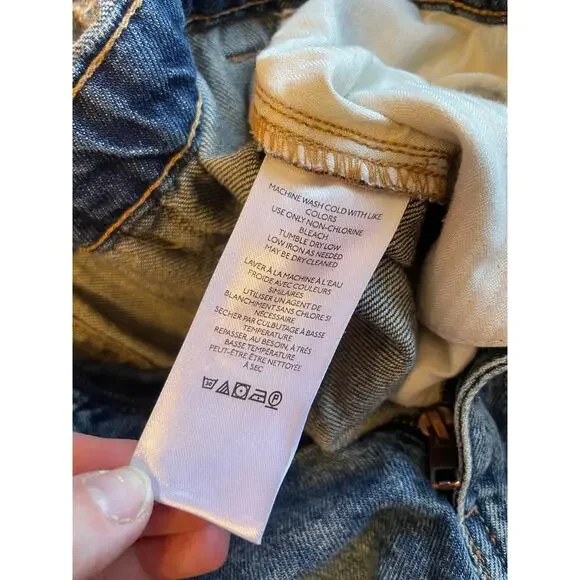 MACHINE WASH COLD WITH LIKE
COLORS
USE ONLY NON-CHLORINE
BLEACH
TUMBLE DRY LOW
LOW IRON AS NEEDED
MAY BE DRY CLEANED
LAVER À LA MACHINE À L'EAU
FROIDE AVEC COULEURS
SIMILAIRES
UTILISER UN AGENT DE
BLANCHIMENT SANS CHLORE SI
NÉCESSAIRE
SECHER PAR CULBUTAGE À BASSE
TEMPÉRATURE
REPASSER, AU BESOIN, À TRÈS
BASSE TEMPÉRATURE
PEUT-ÊTRE ÊTRE NETTOYÉE
À SEC